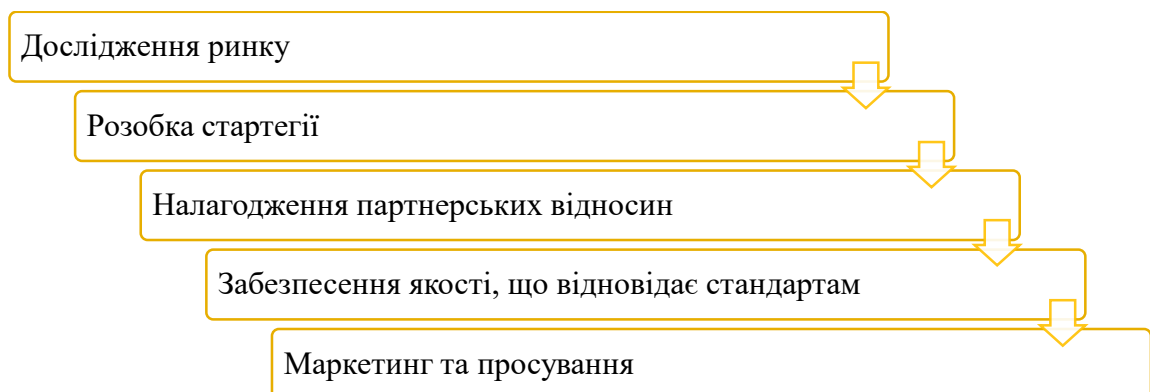 Дослідження ринку
Розобка стартегії
Налагодження партнерських відносин
Забезпесення якості, що відновідає стандартам
Маркетинг та просування